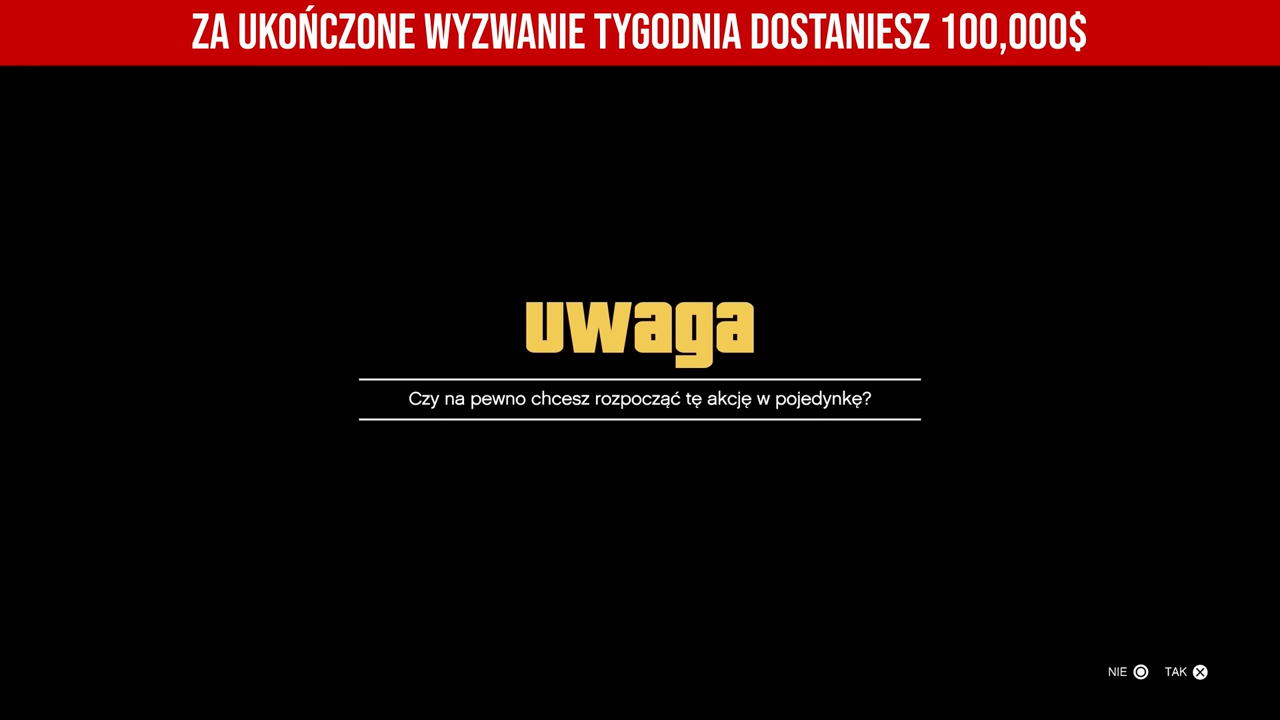 ZA UKOŃCZONE WYZWANIE TYGODNIA DOSTANIESZ 100,000$
uwaga
Czy na pewno chcesz rozpocząć tę akcję w pojedynkę?
NIE TAK